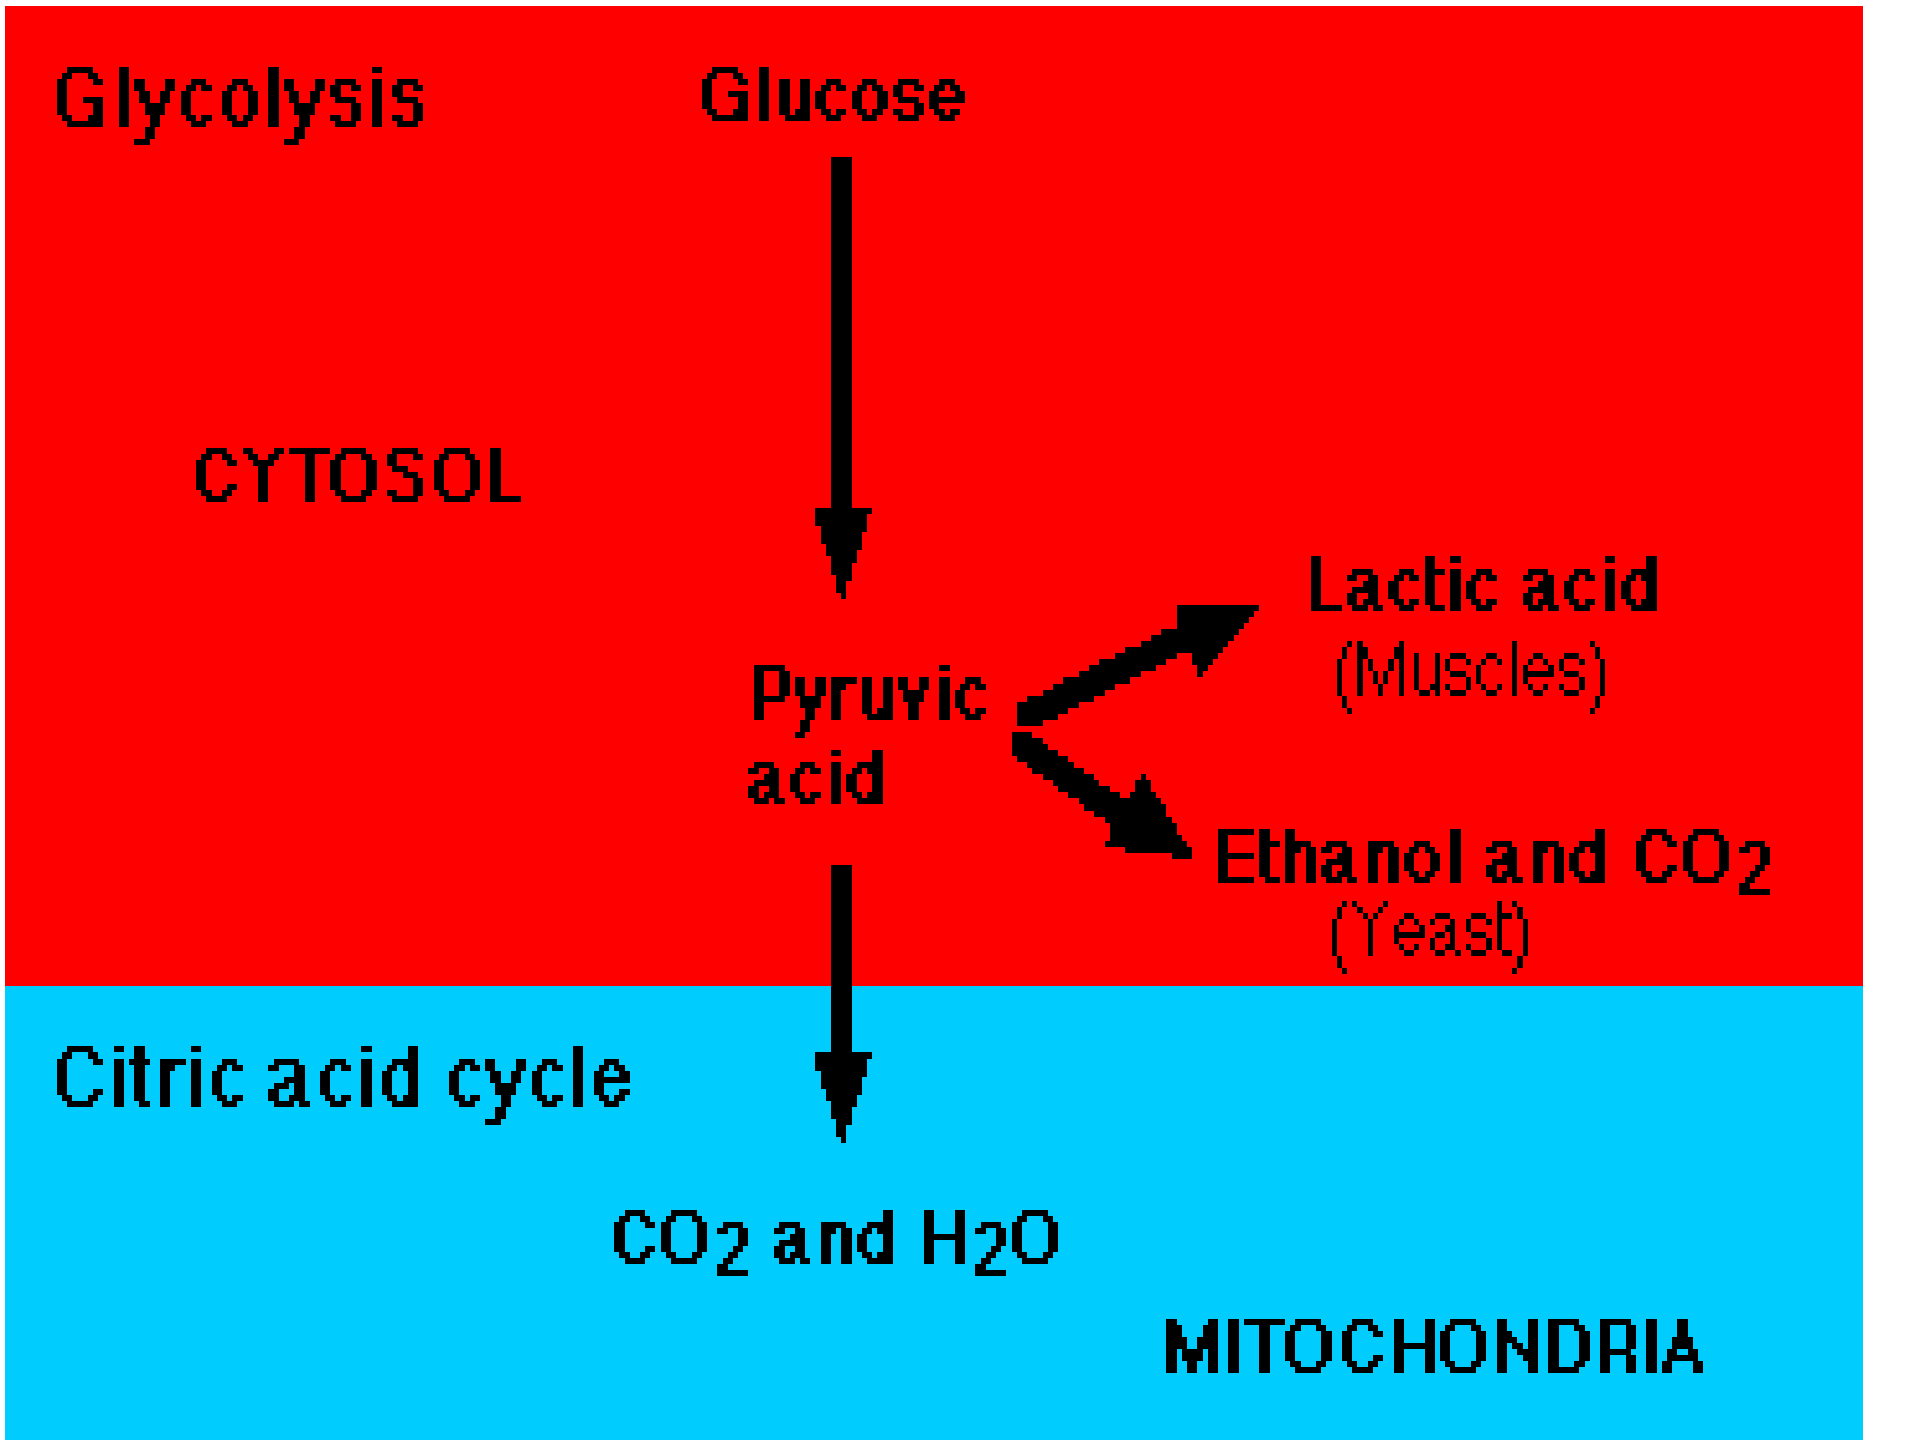 Glycolysis
Glucose
CYTOSOL
Lactic acid
(Muscles)
Pyruvic
acid
Ethanol and CO2
(Yeast)
Citric acid cycle
CO2 and H2O
MITOCHONDRIA